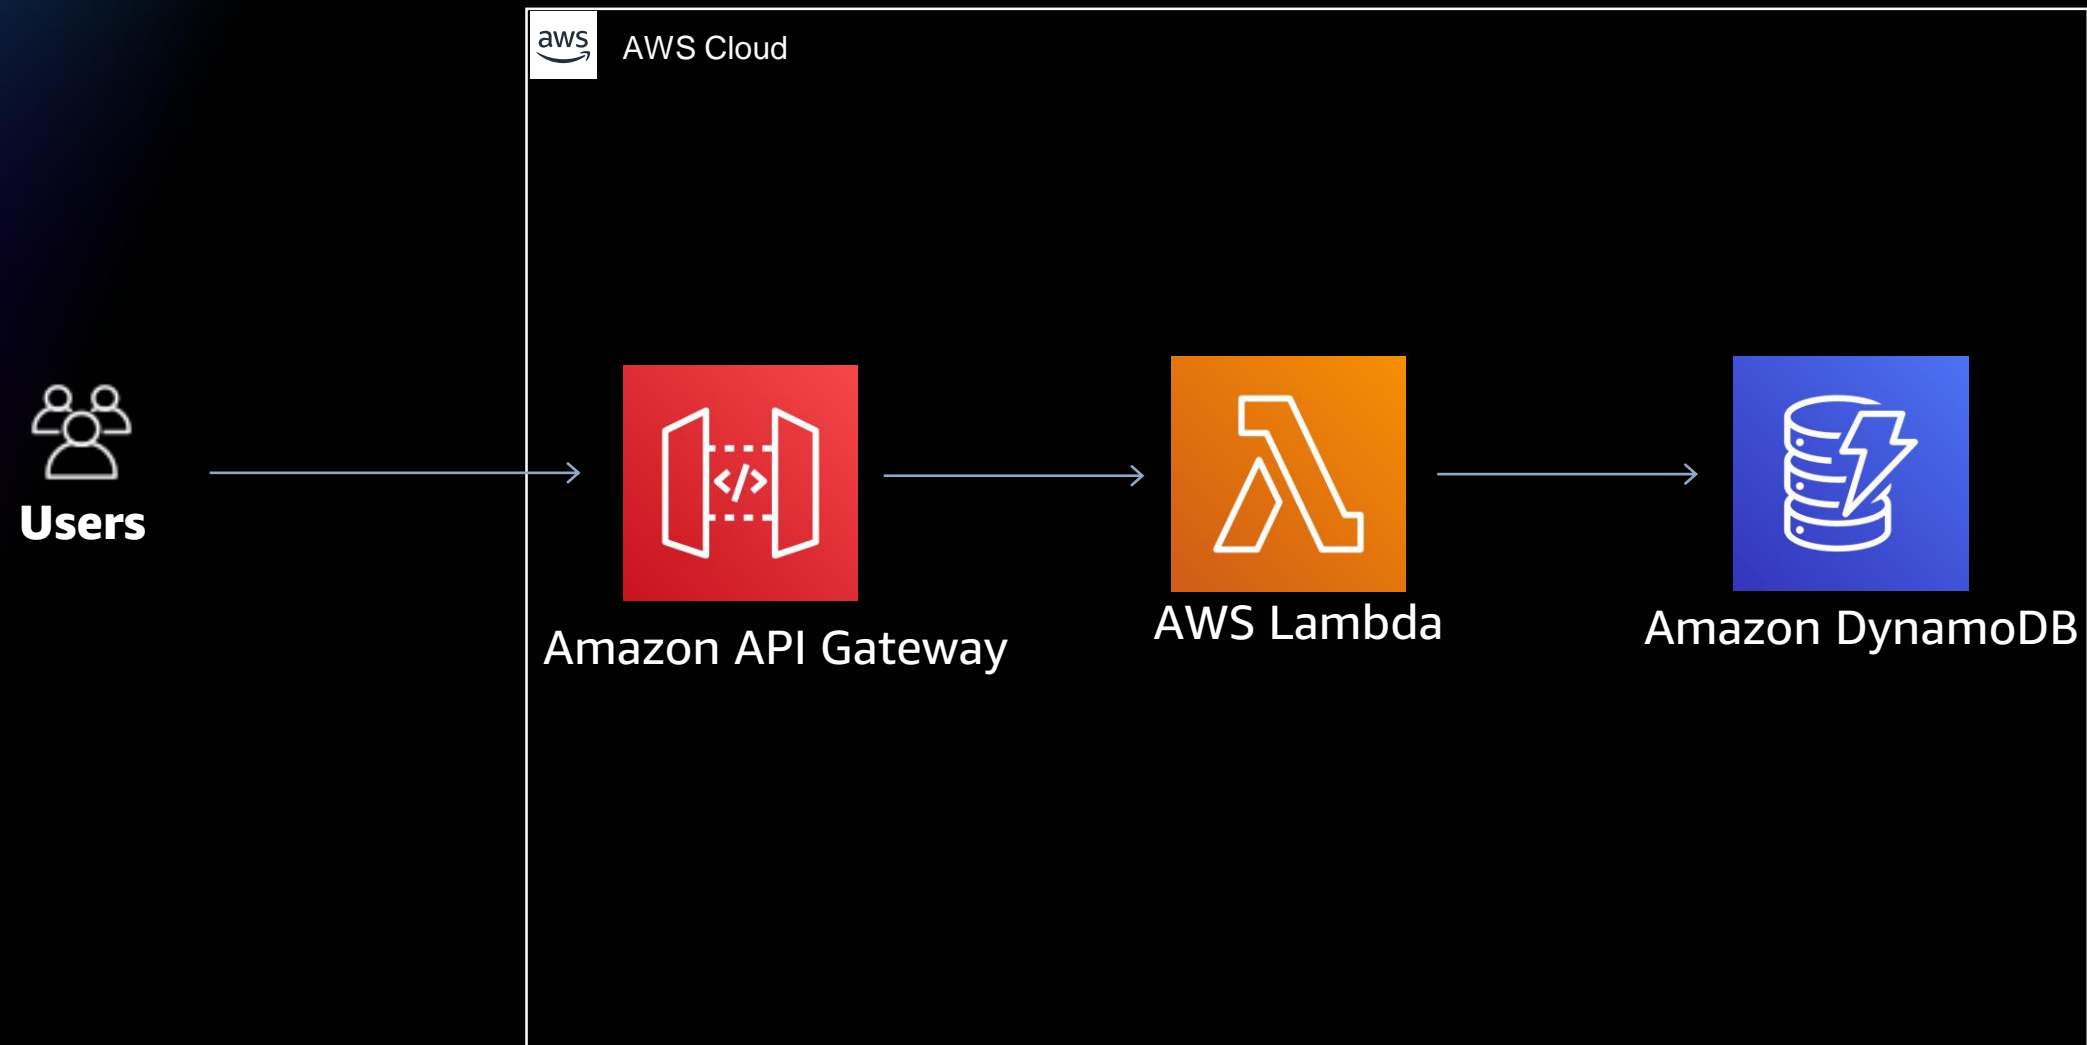 aws
AWS Cloud
Users
</>
Amazon API Gateway
AWS Lambda
Amazon DynamoDB